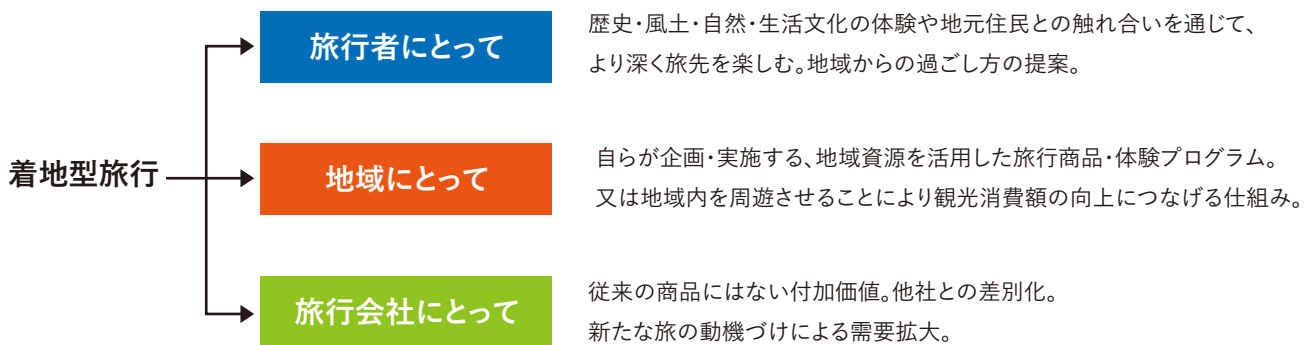 着地型旅行
旅行者にとって
歴史・風土・自然・生活文化の体験や地元住民との触れ合いを通じて、
より深く旅先を楽しむ。地域からの過ごし方の提案。
地域にとって
自らが企画・実施する、地域資源を活用した旅行商品・体験プログラム。
又は地域内を周遊させることにより観光消費額の向上につなげる仕組み。
旅行会社にとって
従来の商品にはない付加価値。他社との差別化。
新たな旅の動機づけによる需要拡大。